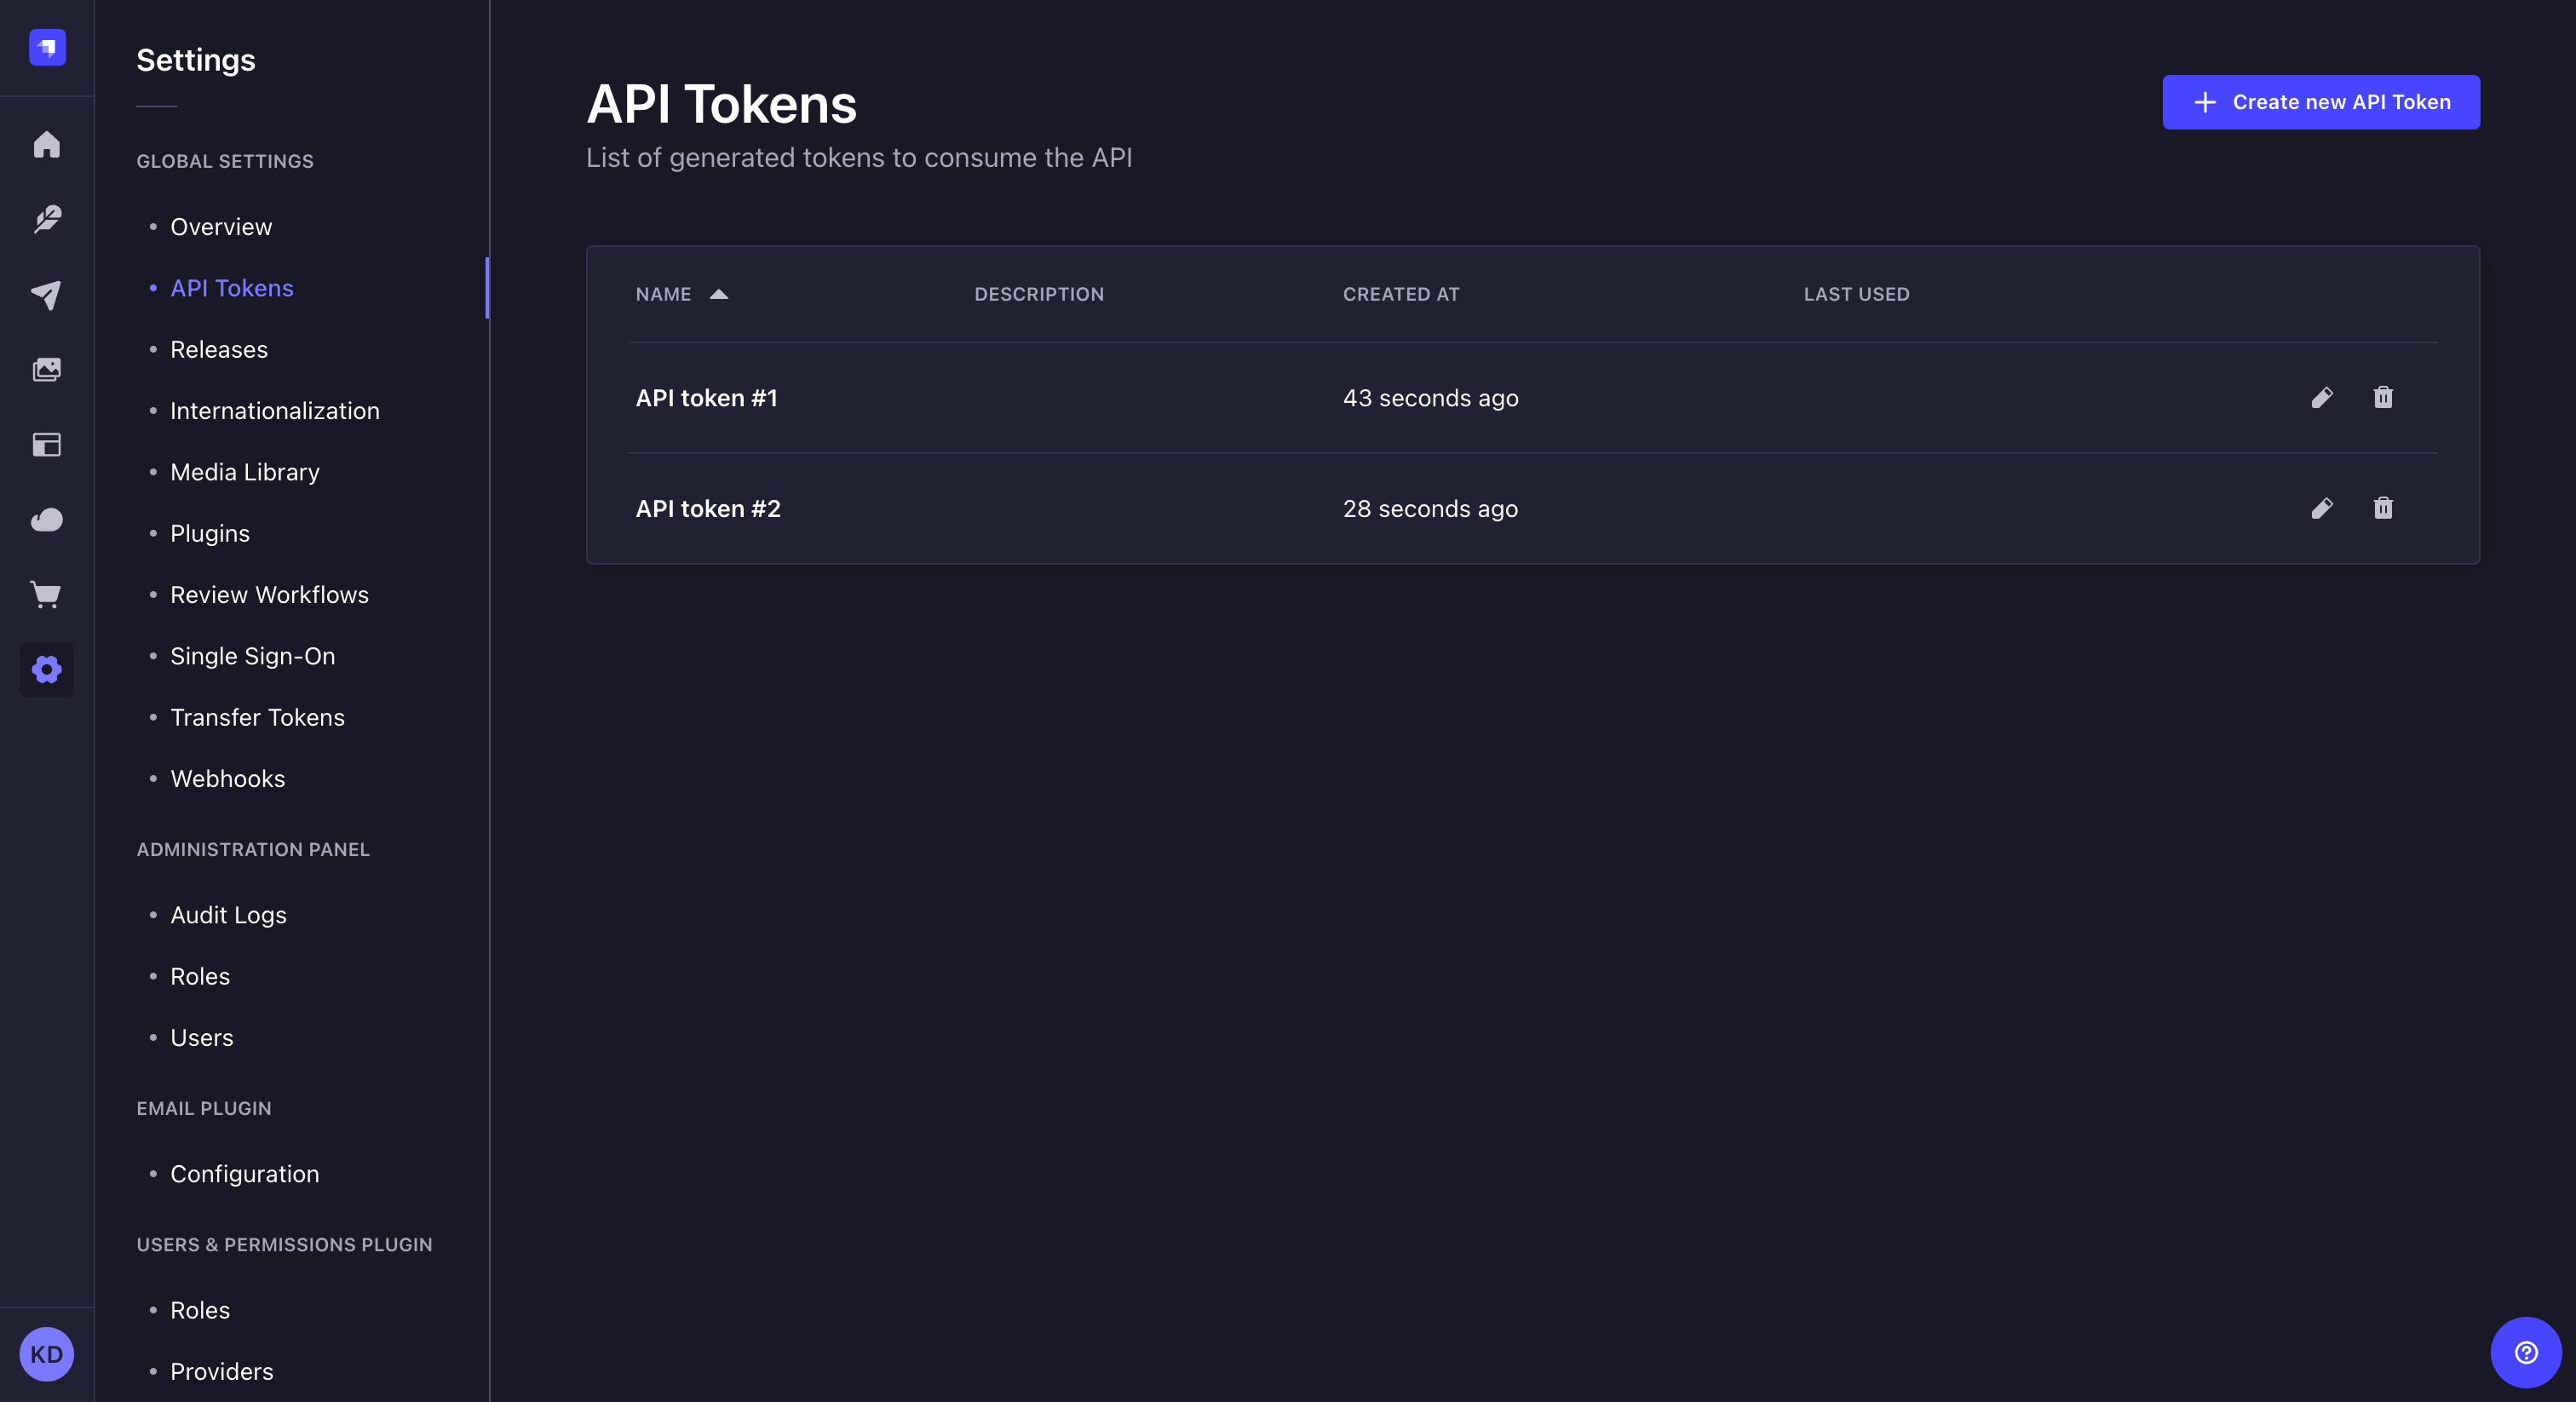 Settings
GLOBAL SETTINGS
Overview
API Tokens
Releases
Internationalization
Media Library
Plugins
Review Workflows
Single Sign-On
Transfer Tokens
Webhooks
ADMINISTRATION PANEL
Audit Logs
Roles
Users
EMAIL PLUGIN
Configuration
USERS & PERMISSIONS PLUGIN
Roles
Providers
KD
API Tokens
List of generated tokens to consume the API
Create new API Token
NAME DESCRIPTION CREATED AT LAST USED
API token #1 43 seconds ago
API token #2 28 seconds ago